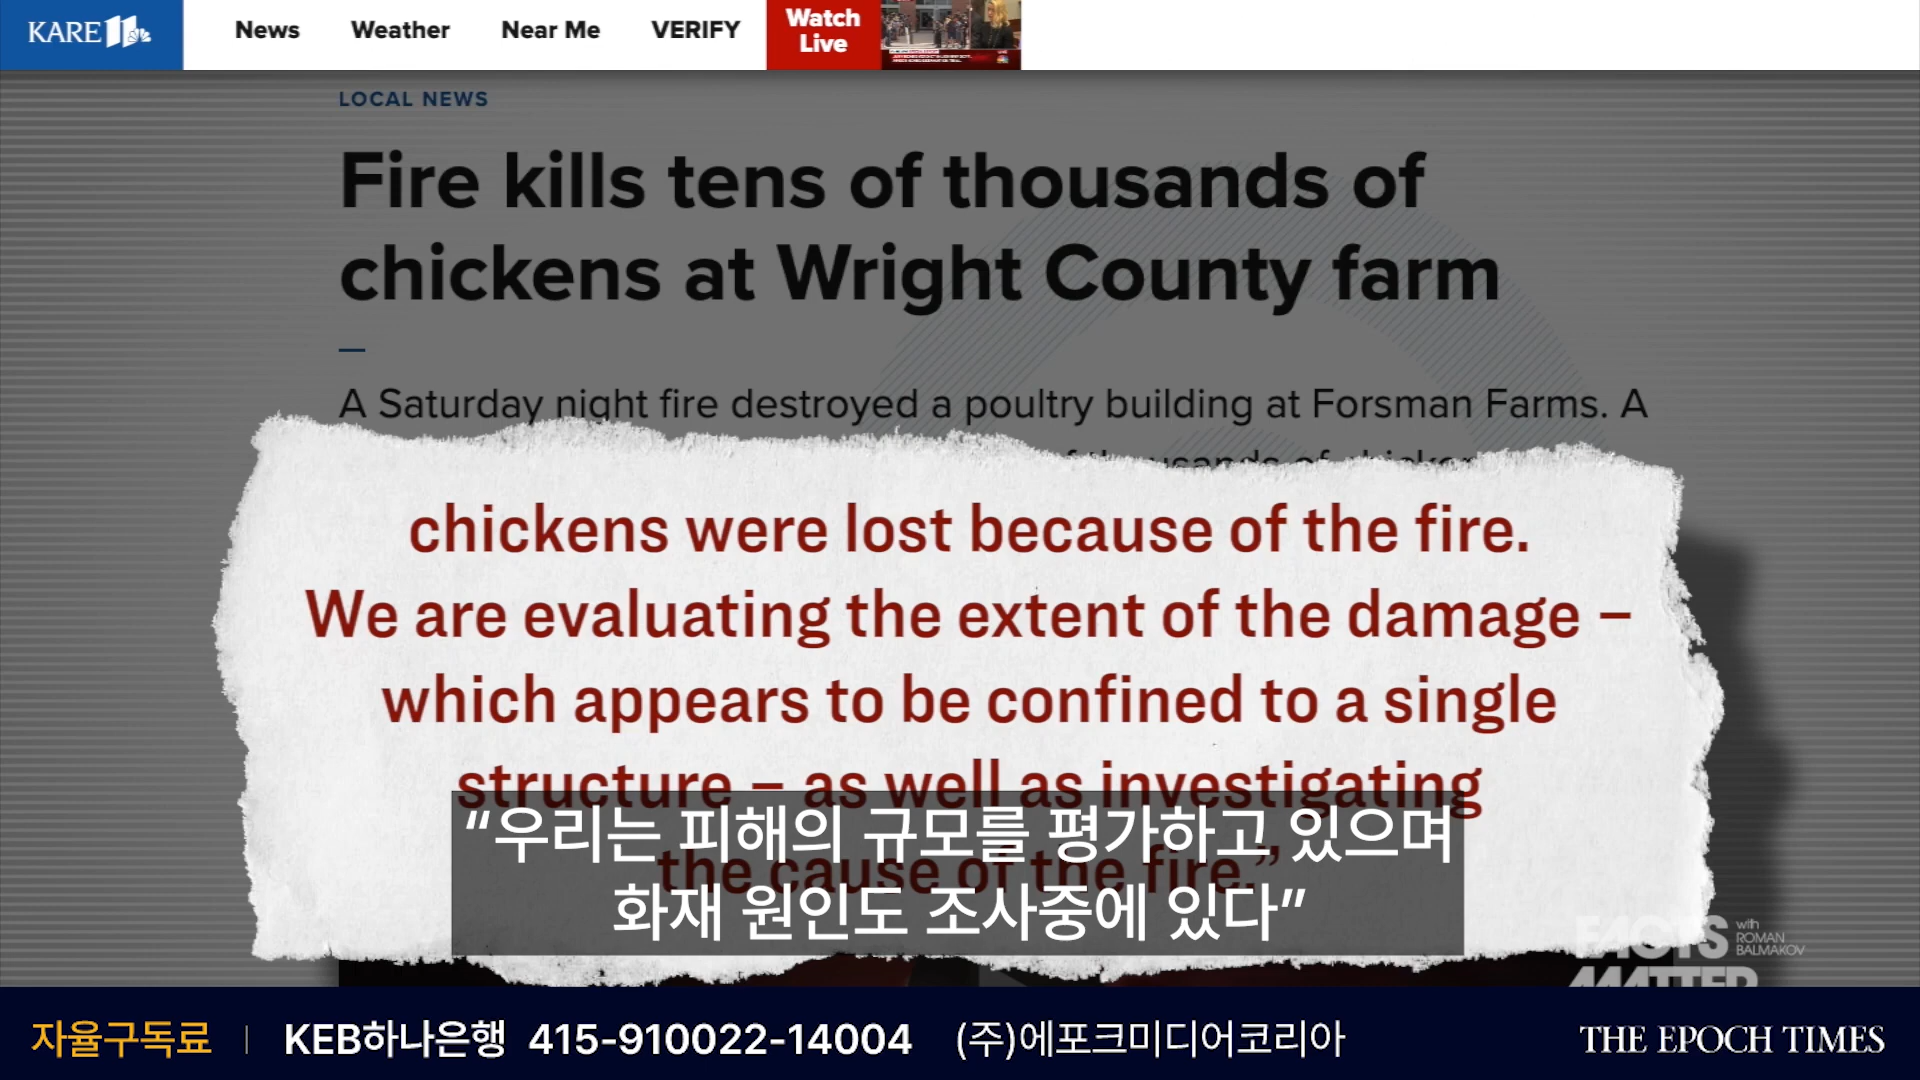 KARE 11
News
Weather
Near Me
VERIFY
Watch
Live
LOCAL NEWS
Fire kills tens of thousands of
chickens at Wright County farm
A Saturday night fire destroyed a poultry building at Forsman Farms. A
of thousands of chickens
chickens were lost because of the fire.
We are evaluating the extent of the damage –
which appears to be confined to a single
structure – as well as investigating
the cause of the fire.”
“우리는 피해의 규모를 평가하고 있으며
화재 원인도 조사중에 있다”
FACTS
MATTER
with
ROMAN
BALMAKOV
자율구독료 | KEB하나은행 415-910022-14004 (주)에포크미디어코리아
THE EPOCH TIMES